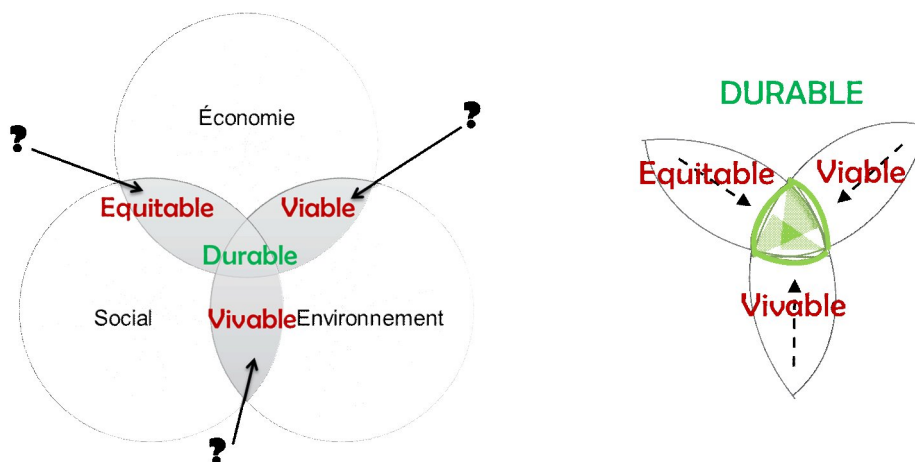 Économie
?
?
Equitable
Viable
Durable
Social
Vivable
Environnement
?
DURABLE
Equitable
Viable
Vivable